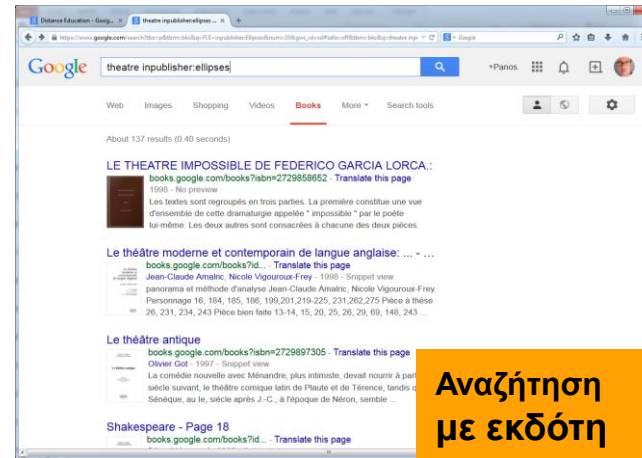 Distance Education - Goog...
theatre inpublisher:ellipses ...
Google
theatre inpublisher:ellipses
+Panos
Web Images Shopping Videos Books More Search tools
About 137 results (0.40 seconds)
LE THEATRE IMPOSSIBLE DE FEDERICO GARCIA LORCA.:
books.google.com/books?isbn=2729858652 - Translate this page
1998 - No preview
Les textes sont regroupés en trois parties. La première constitue une vue
d'ensemble de cette dramaturgie appelée " impossible " par le poète
lui-même. Les deux autres sont consacrées à chacune des deux pièces.
Le théâtre moderne et contemporain de langue anglaise: ... - ...
books.google.com/books?id... - Translate this page
Jean-Claude Amalric, Nicole Vigouroux-Frey - 1998 - Snippet view
panorama et méthode d'analyse Jean-Claude Amalric, Nicole Vigouroux-Frey.
Personnage 16, 184, 185, 186, 199,201,219-225, 231,262,275 Pièce à thèse
26, 231, 234, 243 Pièce bien faite 13-14, 15, 20, 25, 26, 29, 69, 148, 243 ...
Le théâtre antique
books.google.com/books?isbn=2729897305 - Translate this page
Olivier Got - 1997 - Snippet view
La comédie nouvelle avec Ménandre, plus intimiste, devait nourrir à part
siècle suivant, le théâtre comique latin de Plaute et de Térence, tandis q
Sénèque, au Ie, siècle après J.-C., à l'époque de Néron, semble ...
Shakespeare - Page 18
books.google.com/books?id... - Translate this page
Αναζήτηση
με εκδότη